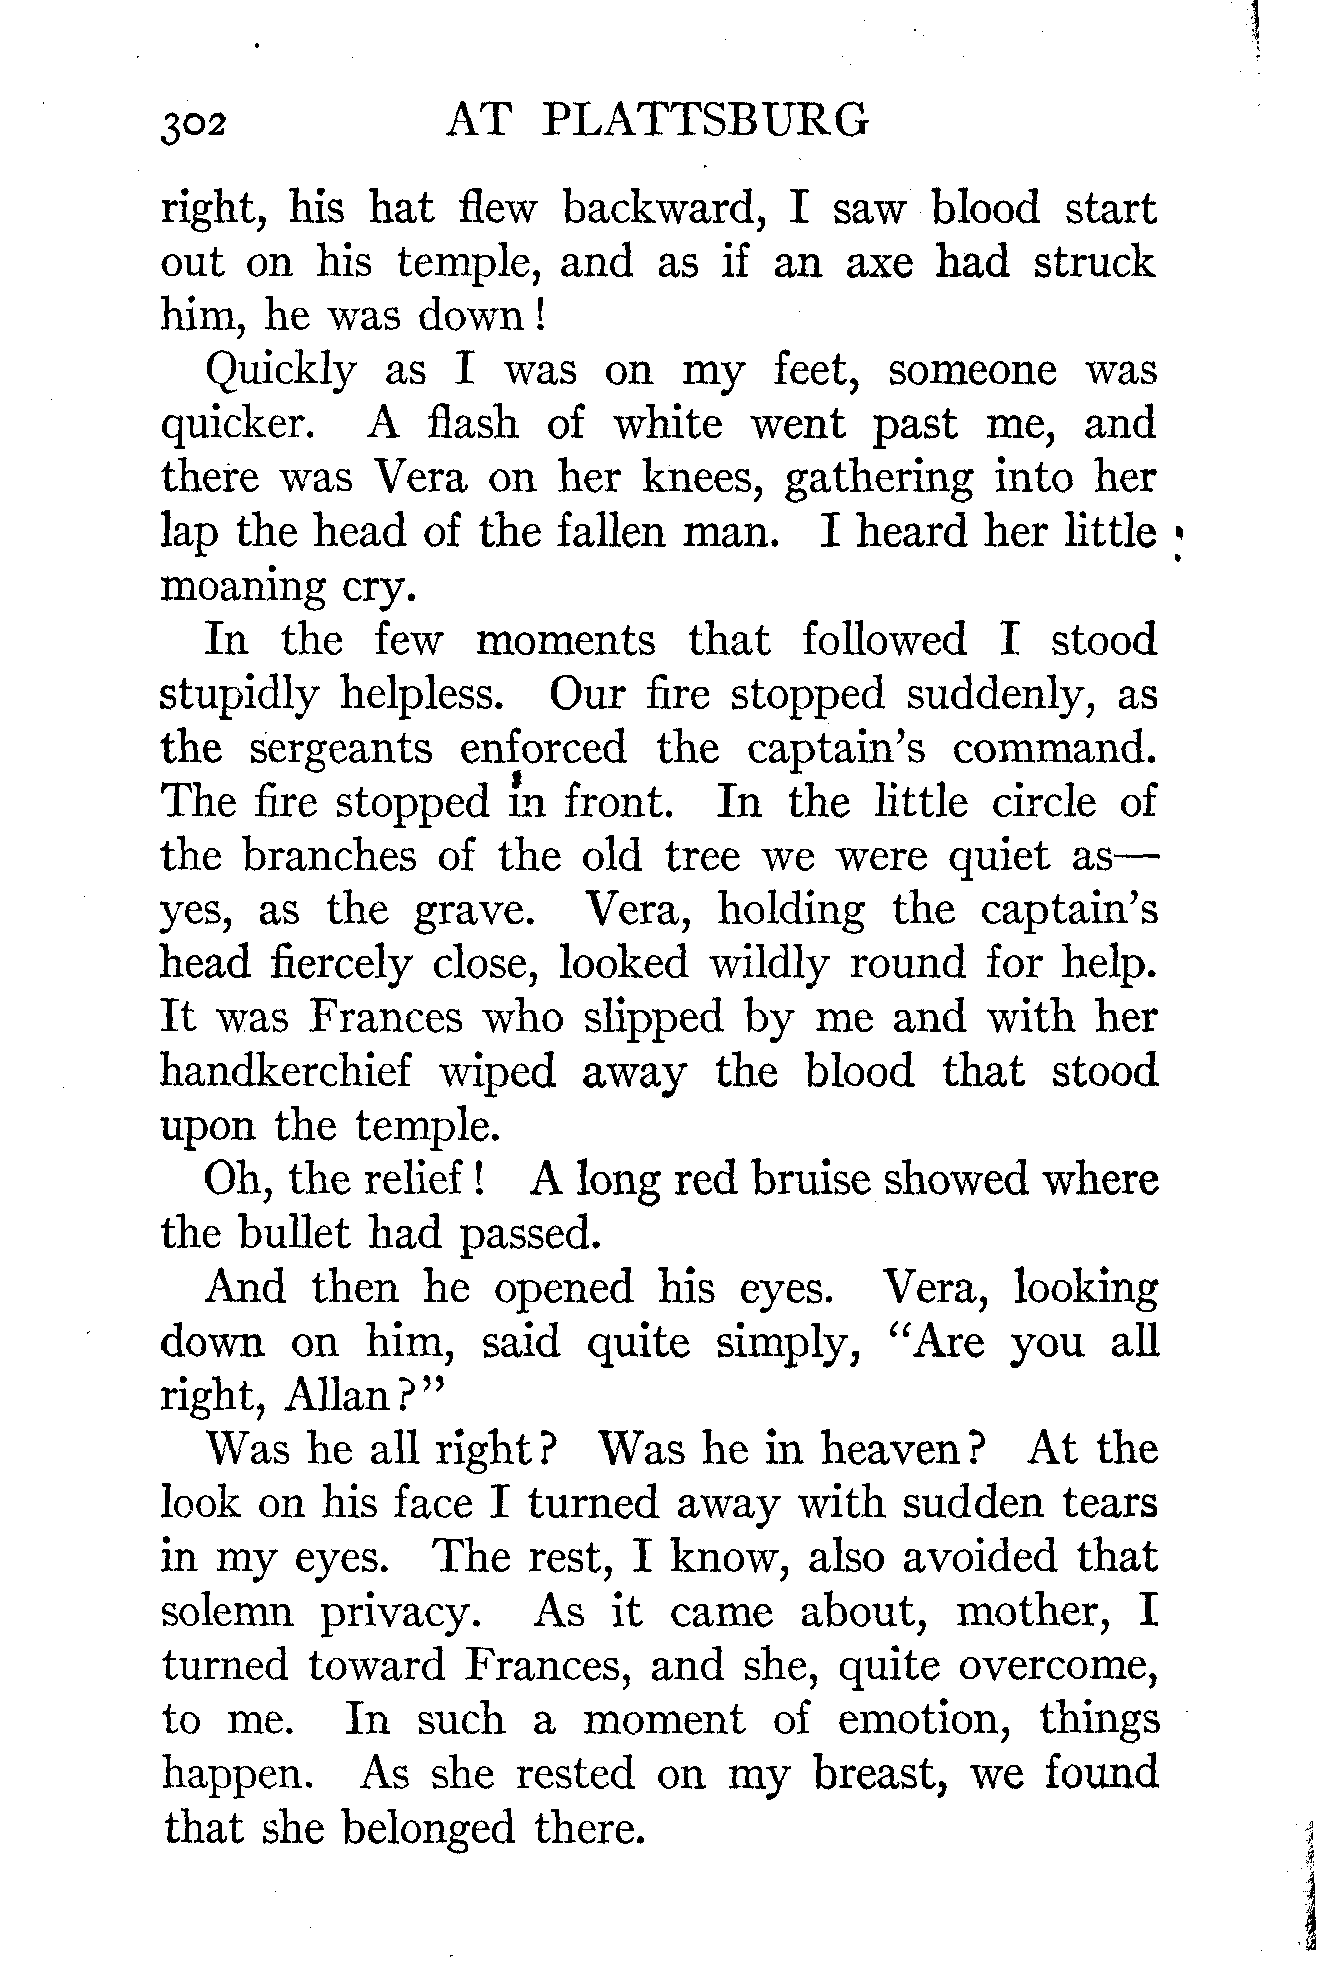 302 AT PLATTSBURG
right, his hat flew backward, I saw blood start
out on his temple, and as if an axe had struck
him, he was down!
Quickly as I was on my feet, someone was
quicker. A flash of white went past me, and
there was Vera on her knees, gathering into her
lap the head of the fallen man. I heard her little
moaning cry.
In the few moments that followed I stood
stupidly helpless. Our fire stopped suddenly, as
the sergeants enforced the captain's command.
The fire stopped in front. In the little circle of
the branches of the old tree we were quiet as—
yes, as the grave. Vera, holding the captain's
head fiercely close, looked wildly round for help.
It was Frances who slipped by me and with her
handkerchief wiped away the blood that stood
upon the temple.
Oh, the relief! A long red bruise showed where
the bullet had passed.
And then he opened his eyes. Vera, looking
down on him, said quite simply, "Are you all
right, Allan?"
Was he all right? Was he in heaven? At the
look on his face I turned away with sudden tears
in my eyes. The rest, I know, also avoided that
solemn privacy. As it came about, mother, I
turned toward Frances, and she, quite overcome,
to me. In such a moment of emotion, things
happen. As she rested on my breast, we found
that she belonged there.